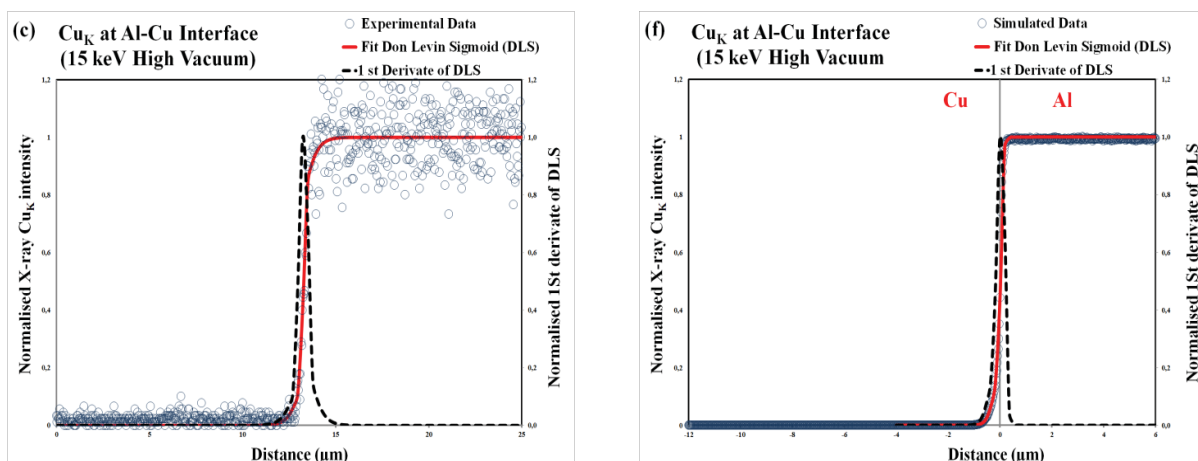 (c)
Cu_K at Al-Cu Interface
(15 keV High Vacuum)
Experimental Data
Fit Don Levin Sigmoid (DLS)
1 st Derivate of DLS
Normalised X-ray Cu_K intensity
1,2
1
0,8
0,6
0,4
0,2
0
0
5
10
15
20
25
Distance (µm)
1,2
1,0
0,8
0,6
0,4
0,2
0,0
Normalised 1St derivate of DLS
(f)
Cu_K at Al-Cu Interface
(15 keV High Vacuum
Simulated Data
Fit Don Levin Sigmoid (DLS)
1 st Derivate of DLS
Cu
Al
Normalised X-ray Cu_K intensity
1,2
1
0,8
0,6
0,4
0,2
0
-12
-10
-8
-6
-4
-2
0
2
4
6
Distance (µm)
1,2
1,0
0,8
0,6
0,4
0,2
0,0
Normalised 1St derivate of DLS